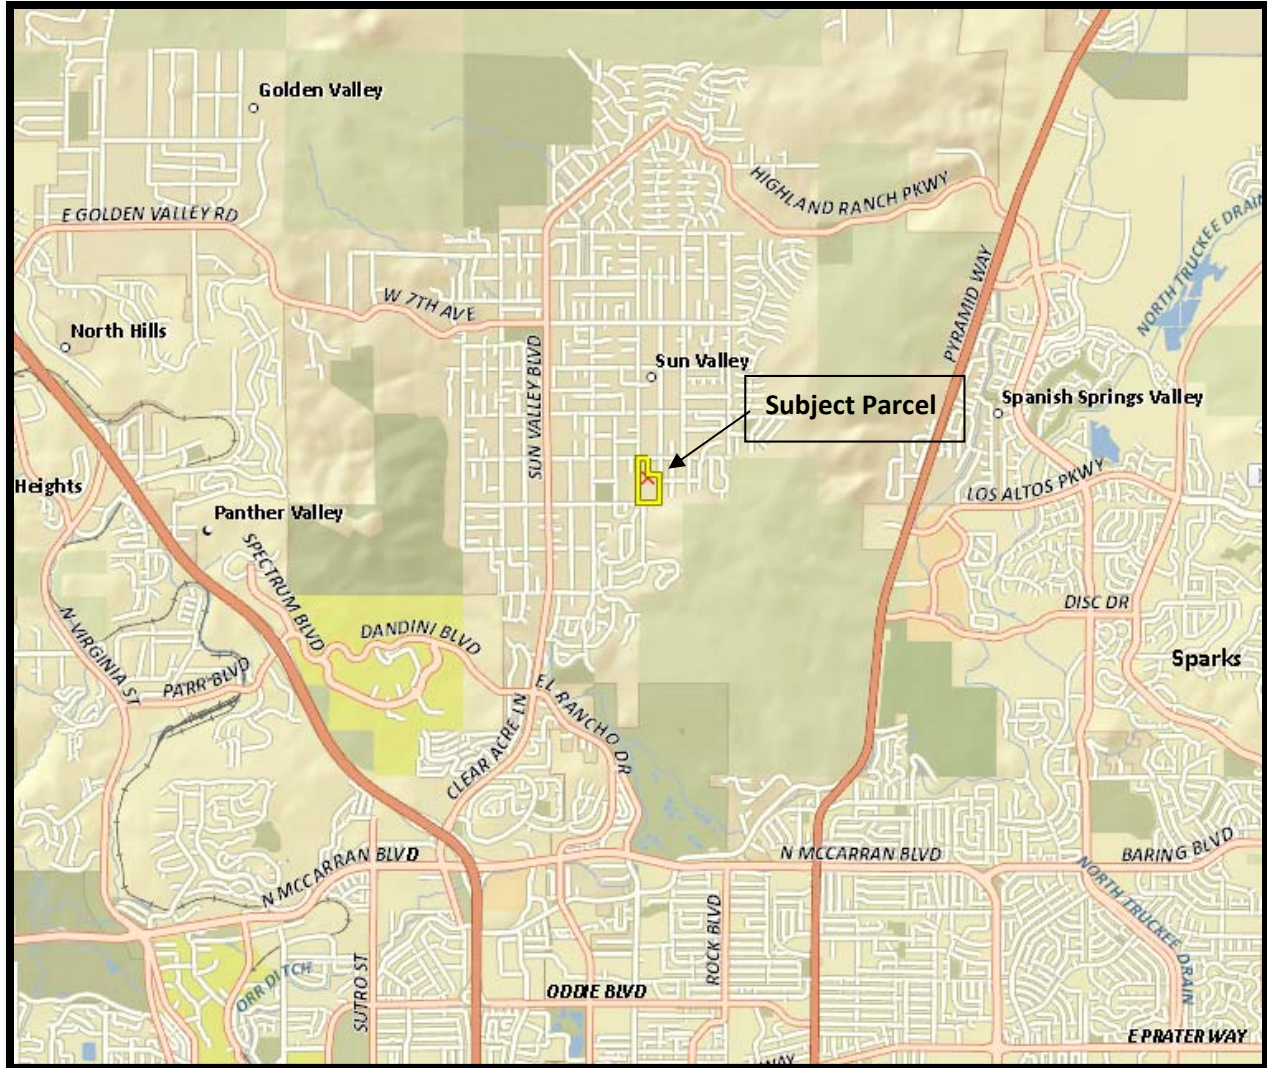 Golden Valley
E GOLDEN VALLEY RD
HIGHLAND RANCH PKWY
NORTH TRUCKEE DRAIN
W 7TH AVE
PYRAMID WAY
North Hills
SUN VALLEY BLVD
Sun Valley
Subject Parcel
Spanish Springs Valley
Heights
LOS ALTOS PKWY
Panther Valley
SPECTRUM BLVD
DANDINI BLVD
DISC DR
N VIRGINIA ST
PARR BLVD
Sparks
EL RANCHO DR
CLEAR ACRE LN
N MCCARRAN BLVD
N MCCARRAN BLVD
BARING BLVD
NORTH TRUCKEE DRAIN
ROCK BLVD
ORR DITCH
SUTRO ST
ODDIE BLVD
E PRATER WAY
WAY